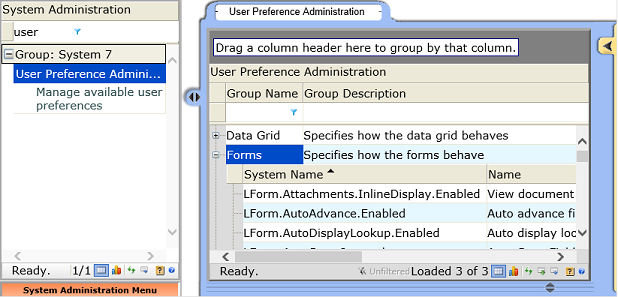 System Administration
user
Group: System 7
User Preference Admini...
Manage available user
preferences
Ready.
1/1
System Administration Menu
User Preference Administration
Drag a column header here to group by that column.
User Preference Administration
Group Name
Group Description
Data Grid
Specifies how the data grid behaves
Forms
Specifies how the forms behave
System Name
Name
LForm.Attachments.InlineDisplay.Enabled
View document
LForm.AutoAdvance.Enabled
Auto advance fi
LForm.AutoDisplayLookup.Enabled
Auto display loc
Ready.
Unfiltered
Loaded 3 of 3